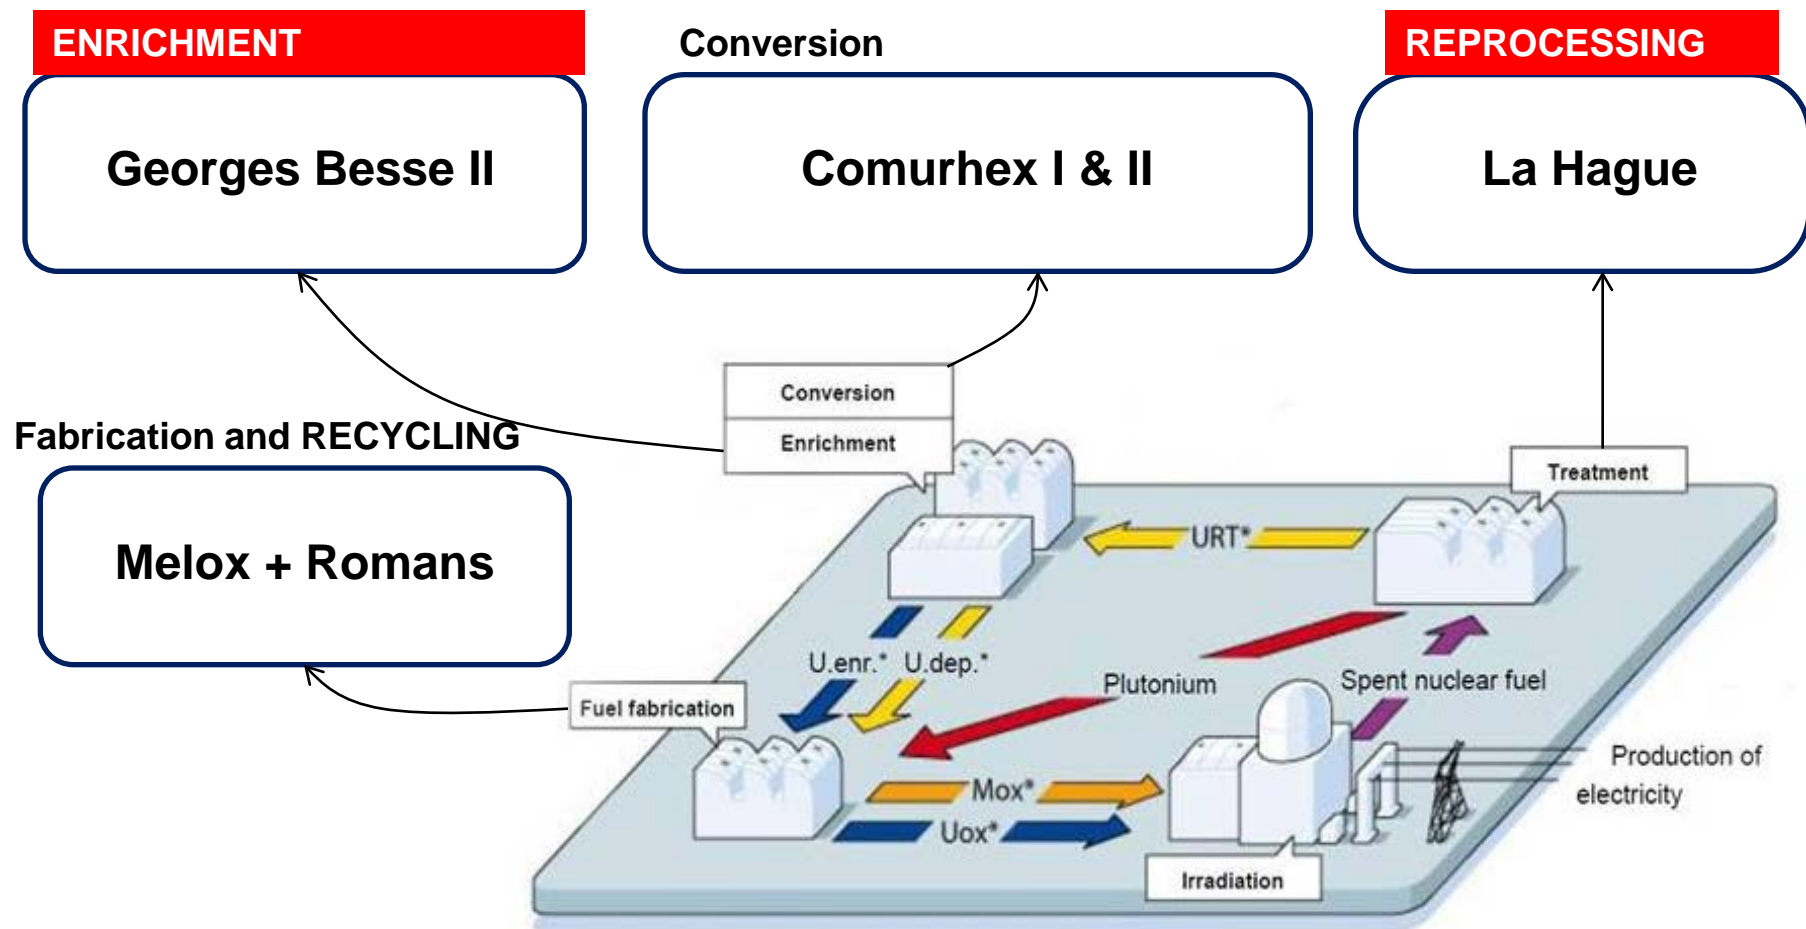 ENRICHMENT
Conversion
REPROCESSING
Georges Besse II
Comurhex I & II
La Hague
Fabrication and RECYCLING
Melox + Romans
Conversion
Enrichment
Treatment
URT*
U.enr.* U.dep.*
Plutonium
Spent nuclear fuel
Fuel fabrication
Mox*
Uox*
Production of
electricity
Irradiation